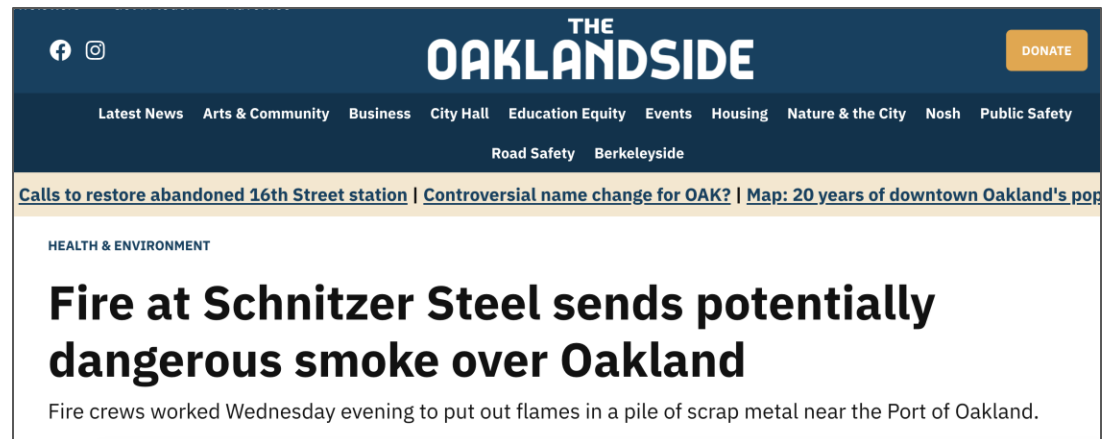 THE
OAKLANDSIDE
DONATE
Latest News Arts & Community Business City Hall Education Equity Events Housing Nature & the City Nosh Public Safety
Road Safety Berkeleyside
Calls to restore abandoned 16th Street station | Controversial name change for OAK? | Map: 20 years of downtown Oakland's pop
HEALTH & ENVIRONMENT
Fire at Schnitzer Steel sends potentially
dangerous smoke over Oakland
Fire crews worked Wednesday evening to put out flames in a pile of scrap metal near the Port of Oakland.